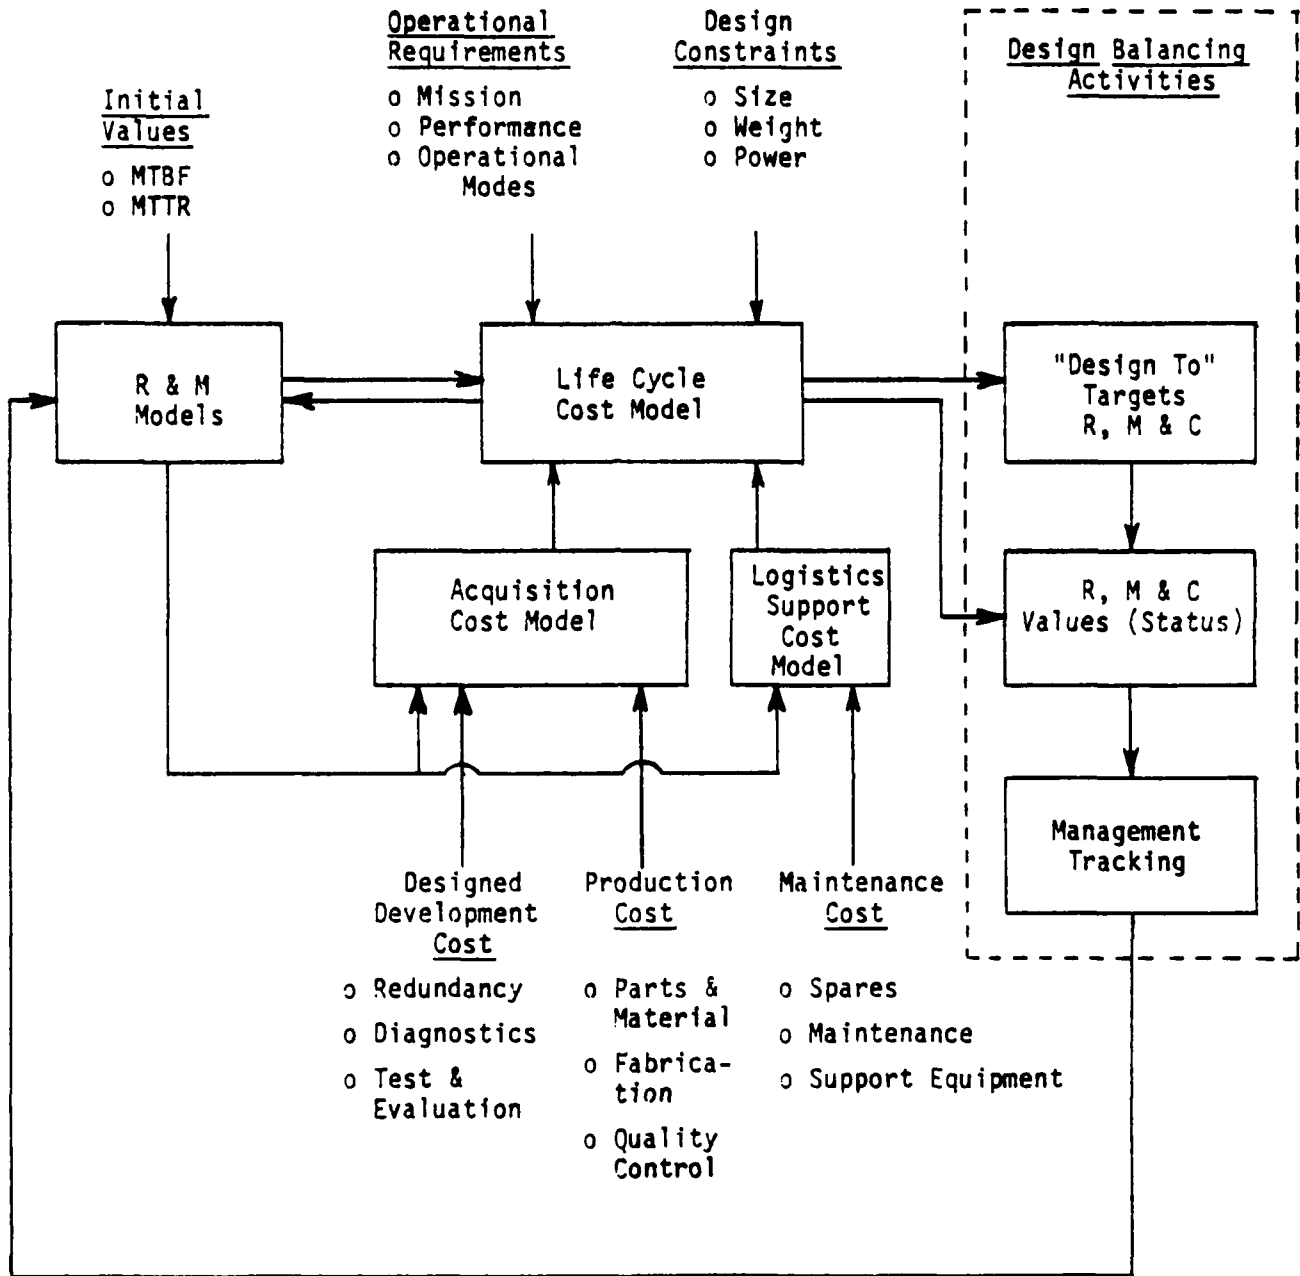 Initial
Values
o MTBF
o MTTR
Operational
Requirements
o Mission
o Performance
o Operational
Modes
Design
Constraints
o Size
o Weight
o Power
Design Balancing
Activities
R & M
Models
Life Cycle
Cost Model
"Design To"
Targets
R, M & C
Acquisition
Cost Model
Logistics
Support
Cost
Model
R, M & C
Values (Status)
Management
Tracking
Designed
Development
Cost
o Redundancy
o Diagnostics
o Test &
Evaluation
Production
Cost
o Parts &
Material
o Fabrica-
tion
o Quality
Control
Maintenance
Cost
o Spares
o Maintenance
o Support Equipment